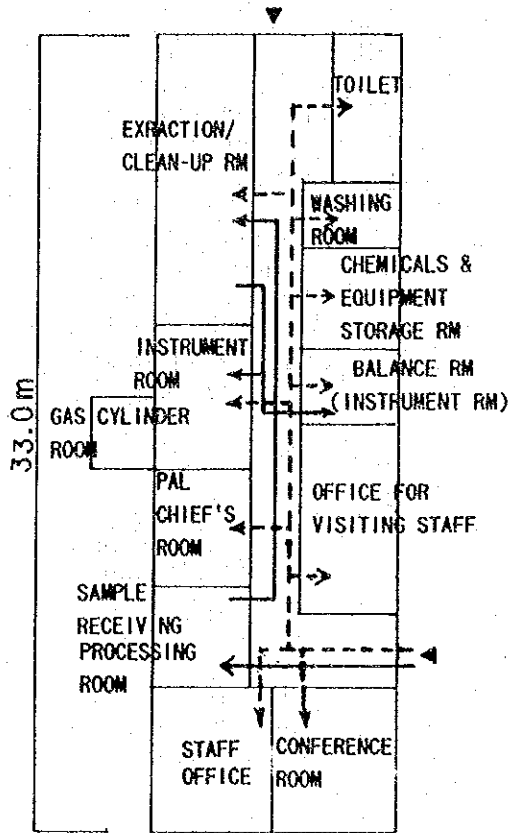 TOILET
EXRACTION/
CLEAN-UP RM
WASHING
ROOM
CHEMICALS &
EQUIPMENT
STORAGE RM
INSTRUMENT
ROOM
BALANCE RM
(INSTRUMENT RM)
GAS CYLINDER
ROOM
33.0m
PAL
CHIEF'S
ROOM
OFFICE FOR
VISITING STAFF
SAMPLE
RECEIVING
PROCESSING
ROOM
STAFF
OFFICE
CONFERENCE
ROOM